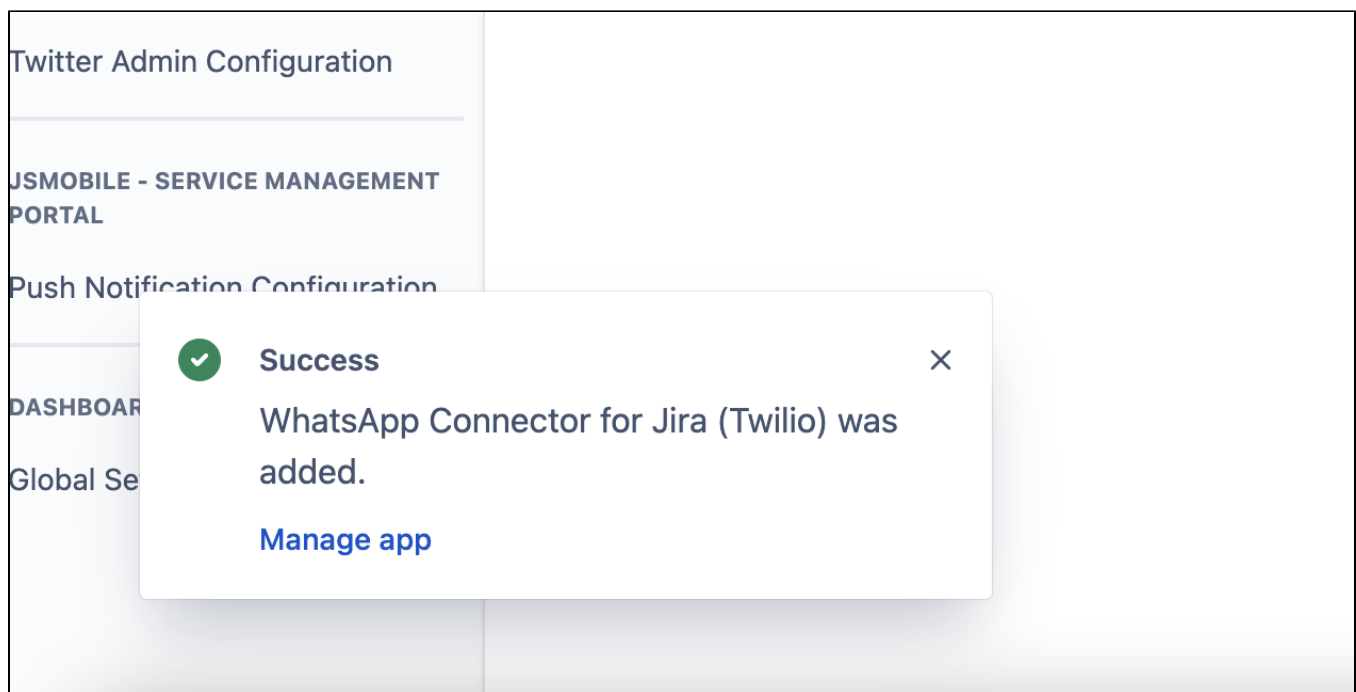 Twitter Admin Configuration
JSMOBILE - SERVICE MANAGEMENT
PORTAL
Push Notification Configuration
Success
WhatsApp Connector for Jira (Twilio) was
added.
Manage app
Global